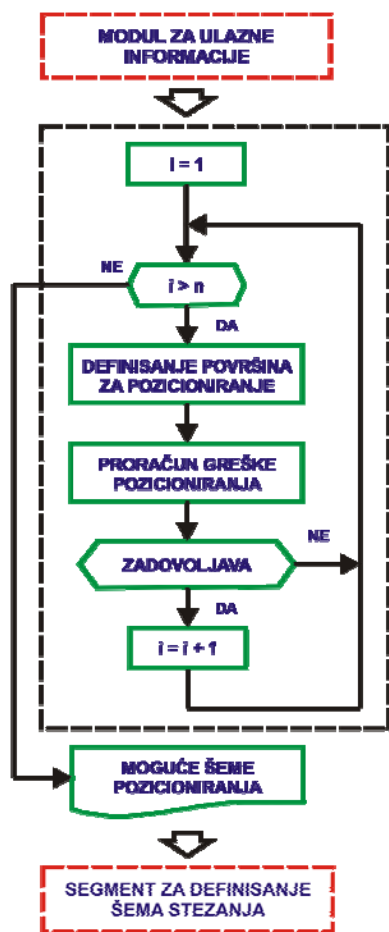 MODUL ZA ULAZNE
INFORMACIJE
I = 1
NE
i > n
DA
DEFINISANJE POVRŠINA
ZA POZICIONIRANJE
PRORAČUN GREŠKE
POZICIONIRANJA
NE
ZADOVOLJAVA
DA
i = i + 1
MOGUĆE ŠEME
POZICIONIRANJA
SEGMENT ZA DEFINISANJE
ŠEMA STEZANJA